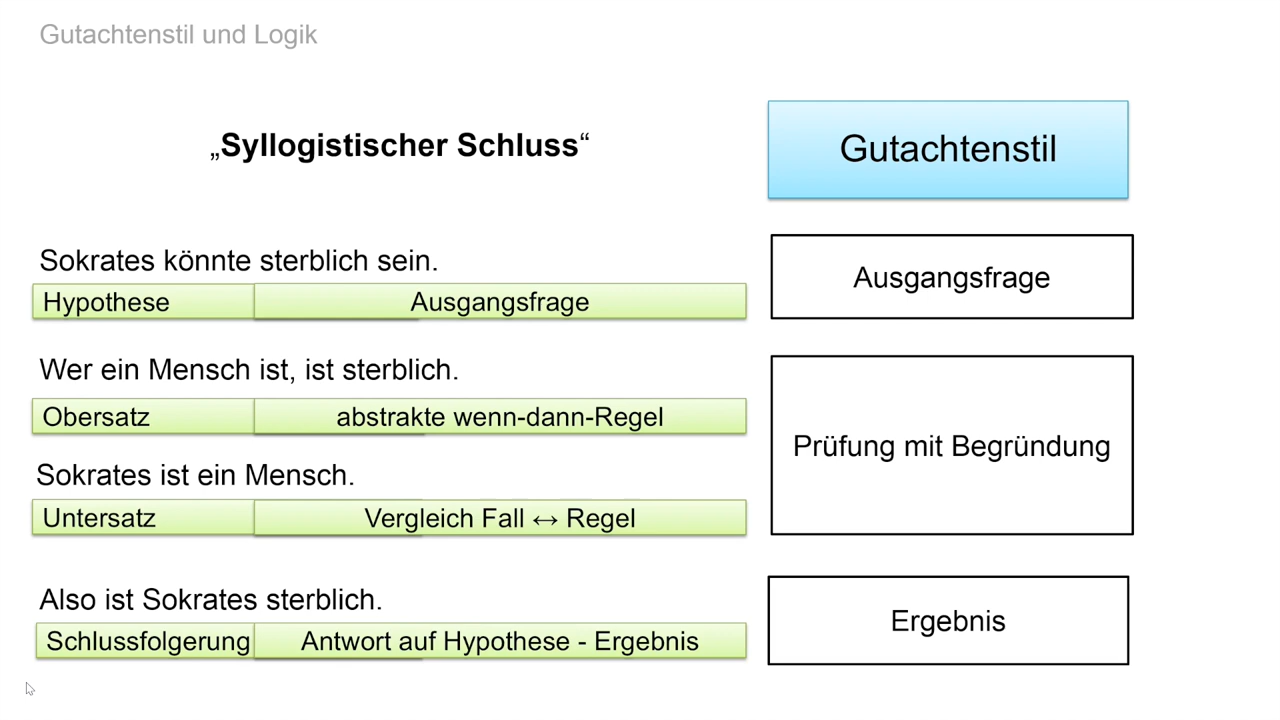 Gutachtenstil und Logik
„Syllogistischer Schluss“
Gutachtenstil
Sokrates könnte sterblich sein.
Hypothese Ausgangsfrage
Ausgangsfrage
Wer ein Mensch ist, ist sterblich.
Obersatz abstrakte wenn-dann-Regel
Sokrates ist ein Mensch.
Untersatz Vergleich Fall ↔ Regel
Prüfung mit Begründung
Also ist Sokrates sterblich.
Schlussfolgerung Antwort auf Hypothese - Ergebnis
Ergebnis